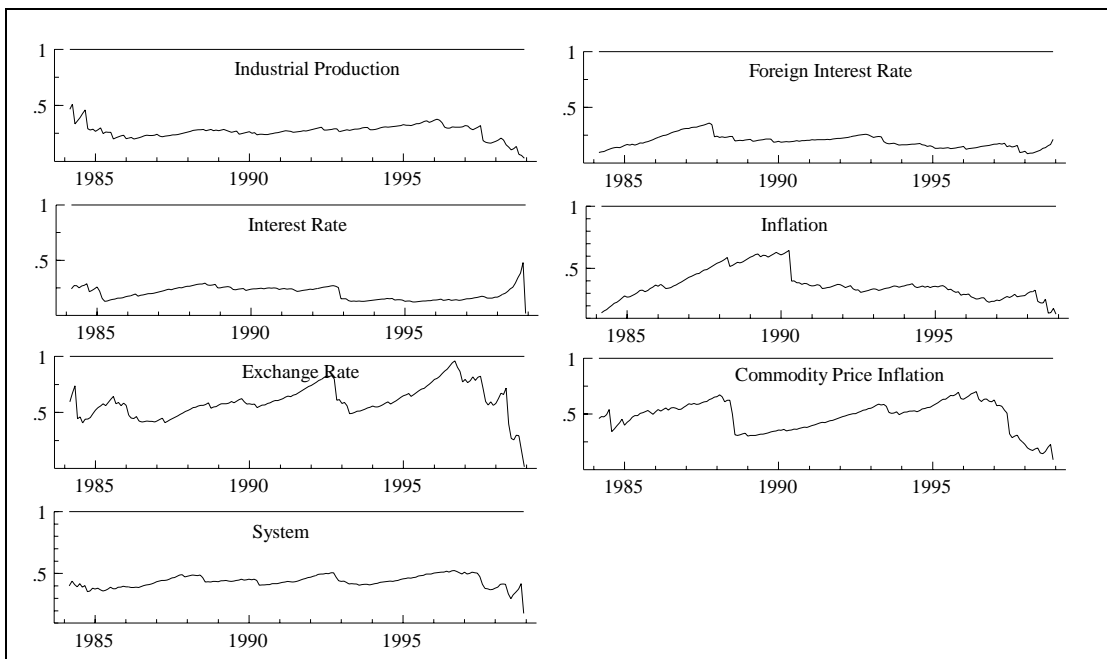 1
Industrial Production
.5
1985 1990 1995
1
Foreign Interest Rate
.5
1985 1990 1995
1
Interest Rate
.5
1985 1990 1995
1
Inflation
.5
1985 1990 1995
1
Exchange Rate
.5
1985 1990 1995
1
Commodity Price Inflation
.5
1985 1990 1995
1
System
.5
1985 1990 1995